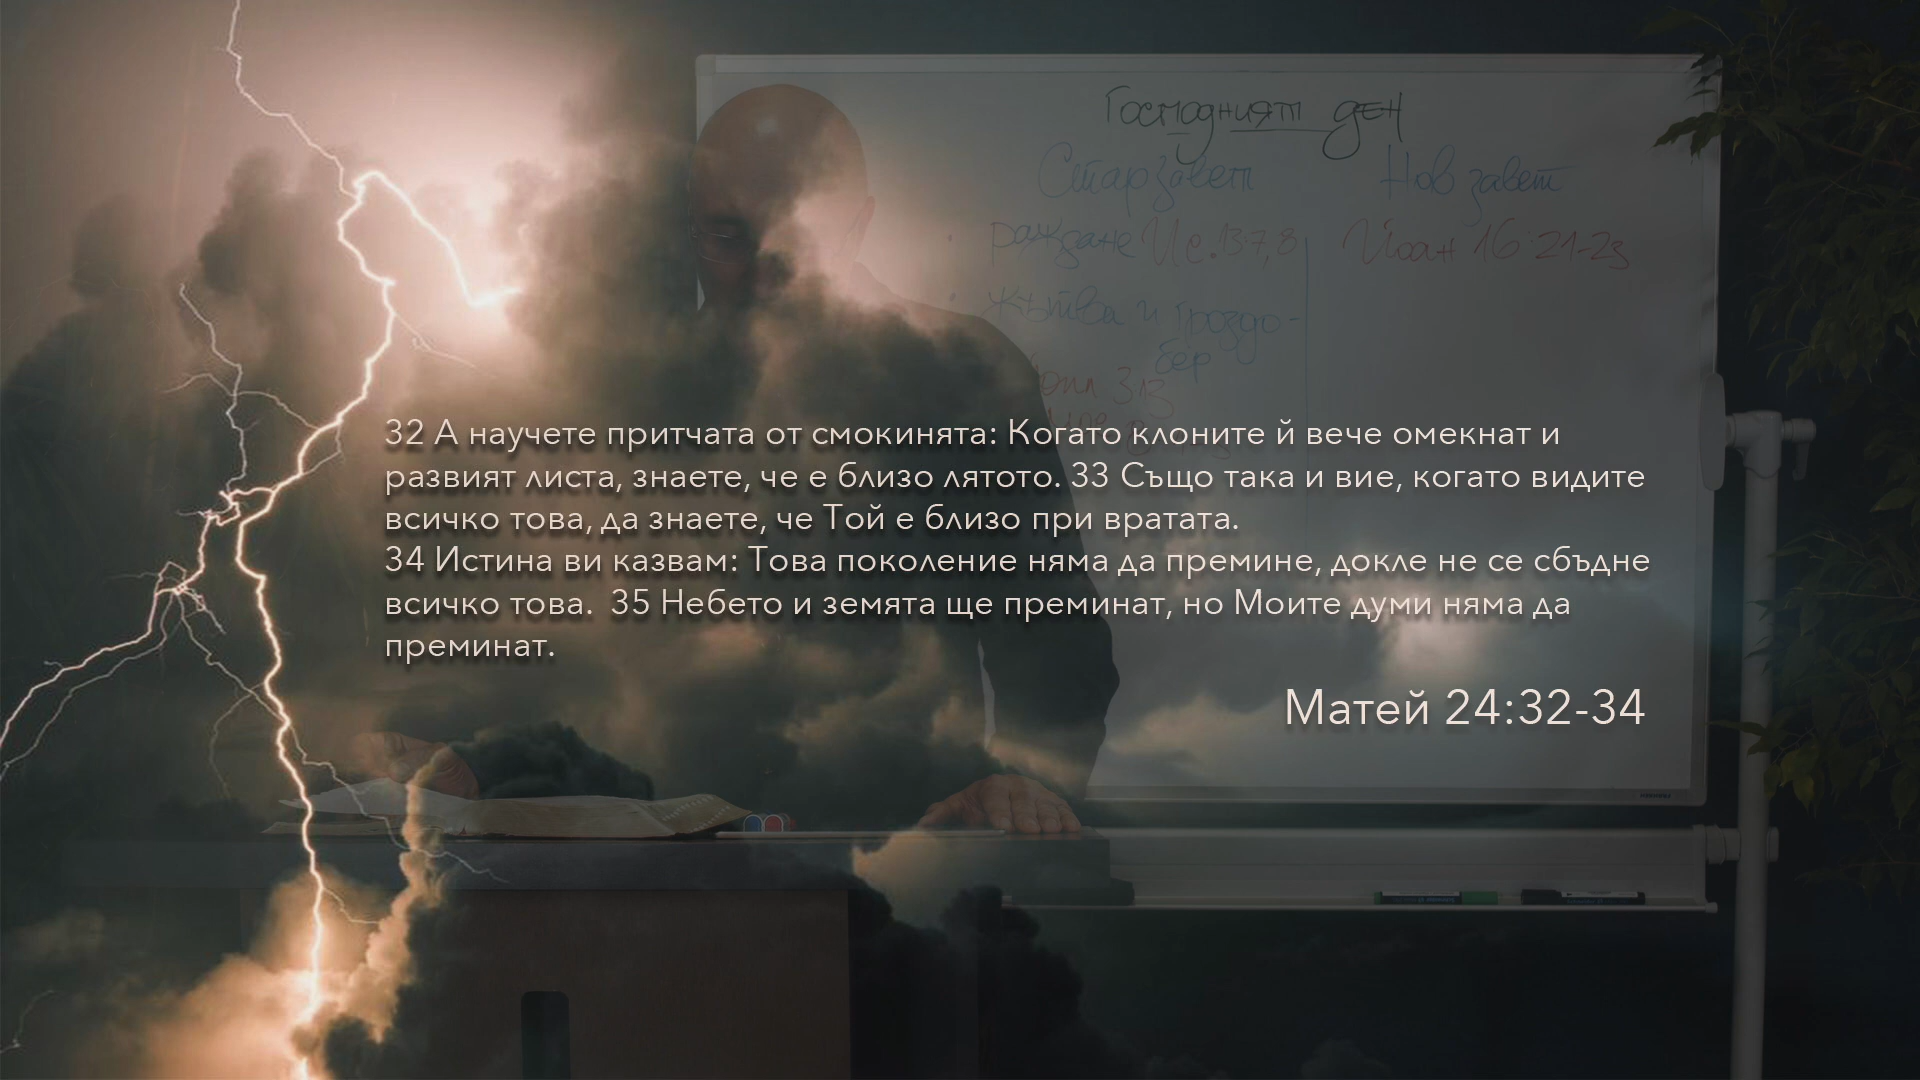 Господният ден
Стар завет Нов завет
раждане Ис. 13:7,8 Йоан 16:21-23
жътва и гроздо-
бер
3:13
32 А научете притчата от смокинята: Когато клоните ѝ вече омекнат и
развият листа, знаете, че е близо лятото. 33 Също така и вие, когато видите
всичко това, да знаете, че Той е близо при вратата.
34 Истина ви казвам: Това поколение няма да премине, докле не се сбъдне
всичко това.  35 Небето и земята ще преминат, но Моите думи няма да
преминат.
Матей 24:32-34